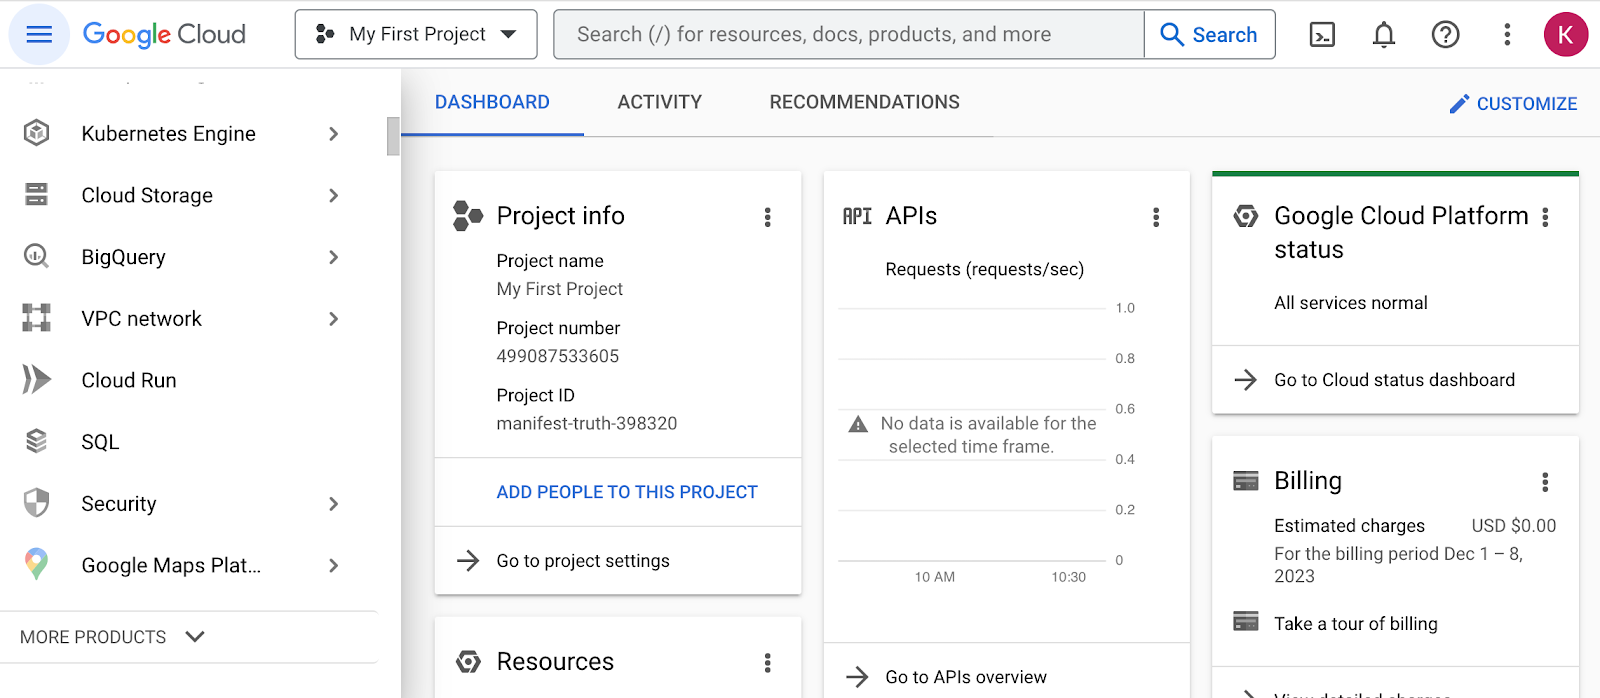 Google Cloud
My First Project
Search (/) for resources, docs, products, and more
Search
K
Kubernetes Engine
Cloud Storage
BigQuery
VPC network
Cloud Run
SQL
Security
Google Maps Plat...
MORE PRODUCTS
DASHBOARD
ACTIVITY
RECOMMENDATIONS
CUSTOMIZE
Project info
Project name
My First Project
Project number
499087533605
Project ID
manifest-truth-398320
ADD PEOPLE TO THIS PROJECT
Go to project settings
Resources
API APIs
Requests (requests/sec)
1.0
0.8
0.6
No data is available for the
selected time frame.
0.4
0.2
0
10 AM
10:30
Go to APIs overview
Google Cloud Platform
status
All services normal
Go to Cloud status dashboard
Billing
Estimated charges USD $0.00
For the billing period Dec 1 – 8,
2023
Take a tour of billing
View detailed charges